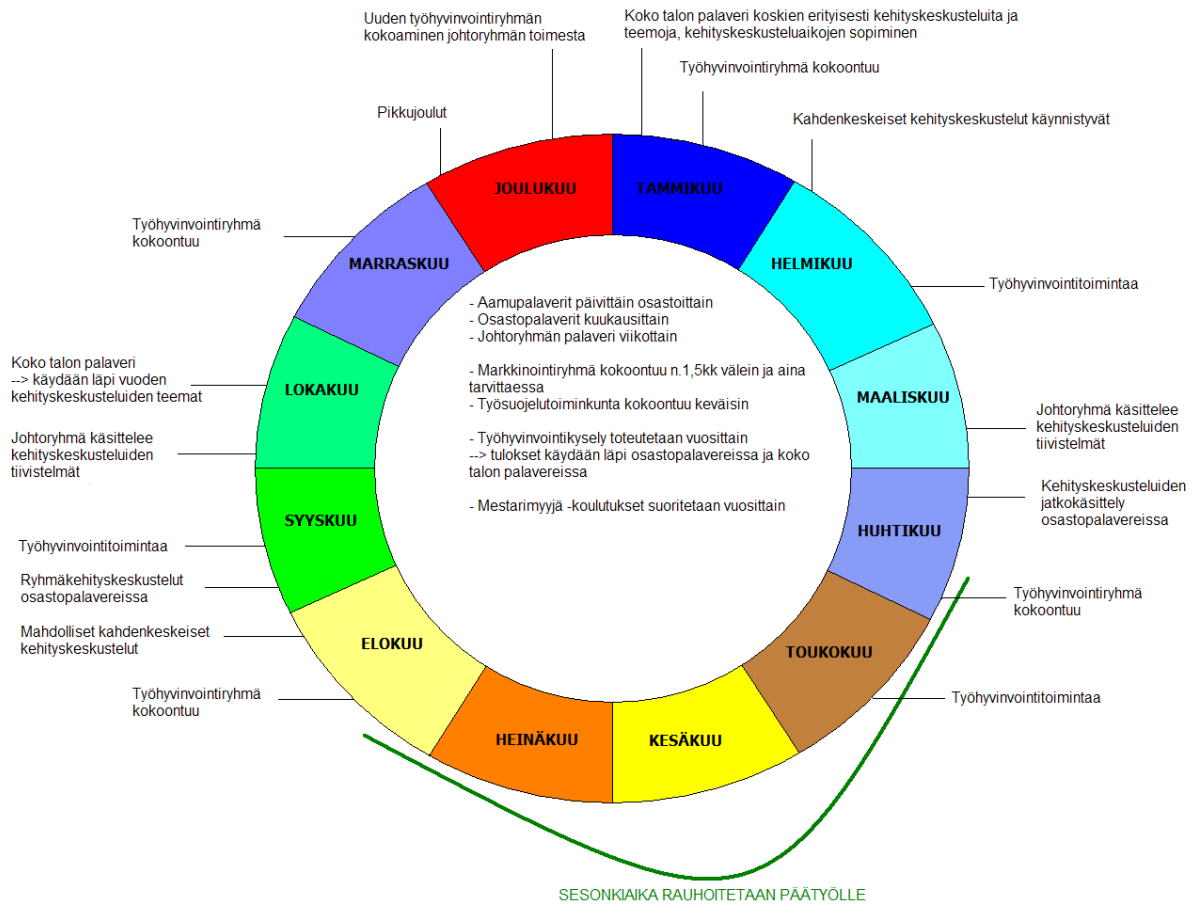 Uuden työhyvinvointiryhmän
kokoaminen johtoryhmän toimesta
Koko talon palaveri koskien erityisesti kehityskeskusteluita ja
teemoja, kehityskeskusteluaikojen sopiminen
Työhyvinvointiryhmä kokoontuu
Pikkujoulut
Kahdenkeskeiset kehityskeskustelut käynnistyvät
JOULUKUU
TAMMIKUU
Työhyvinvointiryhmä
kokoontuu
MARRASKUU
HELMIKUU
Työhyvinvointitoimintaa
- Aamupalaverit päivittäin osastoittain
- Osastopalaverit kuukausittain
- Johtoryhmän palaveri viikottain
- Markkinointiryhmä kokoontuu n.1,5kk välein ja aina
tarvittaessa
- Työsuojelutoimikunta kokoontuu keväisin
- Työhyvinvointikysely toteutetaan vuosittain
--> tulokset käydään läpi osastopalavereissa ja koko
talon palavereissa
- Mestarimyyjä -koulutukset suoritetaan vuosittain
Koko talon palaveri
--> käydään läpi vuoden
kehityskeskusteluiden teemat
LOKAKUU
MAALISKUU
Johtoryhmä käsittelee
kehityskeskusteluiden
tiivistelmät
Johtoryhmä käsittelee
kehityskeskusteluiden
tiivistelmät
Kehityskeskusteluiden
jatkokäsittely
osastopalavereissa
SYYSKUU
HUHTIKUU
Työhyvinvointitoimintaa
Ryhmäkehityskeskustelut
osastopalavereissa
Työhyvinvointiryhmä
kokoontuu
Mahdolliset kahdenkeskeiset
kehityskeskustelut
ELOKUU
TOUKOKUU
Työhyvinvointiryhmä
kokoontuu
Työhyvinvointitoimintaa
HEINÄKUU
KESÄKUU
SESONKIAIKA RAUHOITETAAN PÄÄTYÖLLE